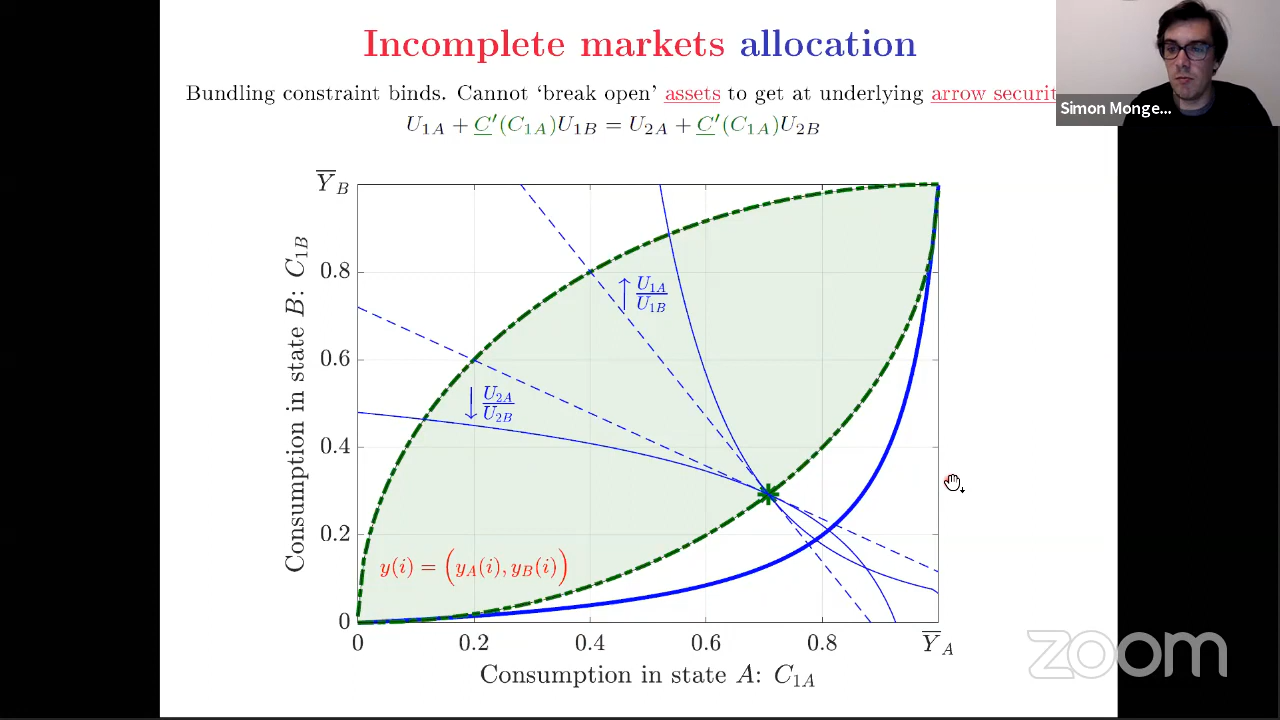 Incomplete markets allocation
Bundling constraint binds. Cannot ‘break open’ assets to get at underlying arrow securit
U1A + C′(C1A)U1B = U2A + C′(C1A)U2B
Simon Monge...
Y̅B
0.8
0.6
0.4
0.2
0
Consumption in state B: C1B
↑ U1A/U1B
↓ U2A/U2B
y(i) = (yA(i), yB(i))
0 0.2 0.4 0.6 0.8 Y̅A
Consumption in state A: C1A
zoom